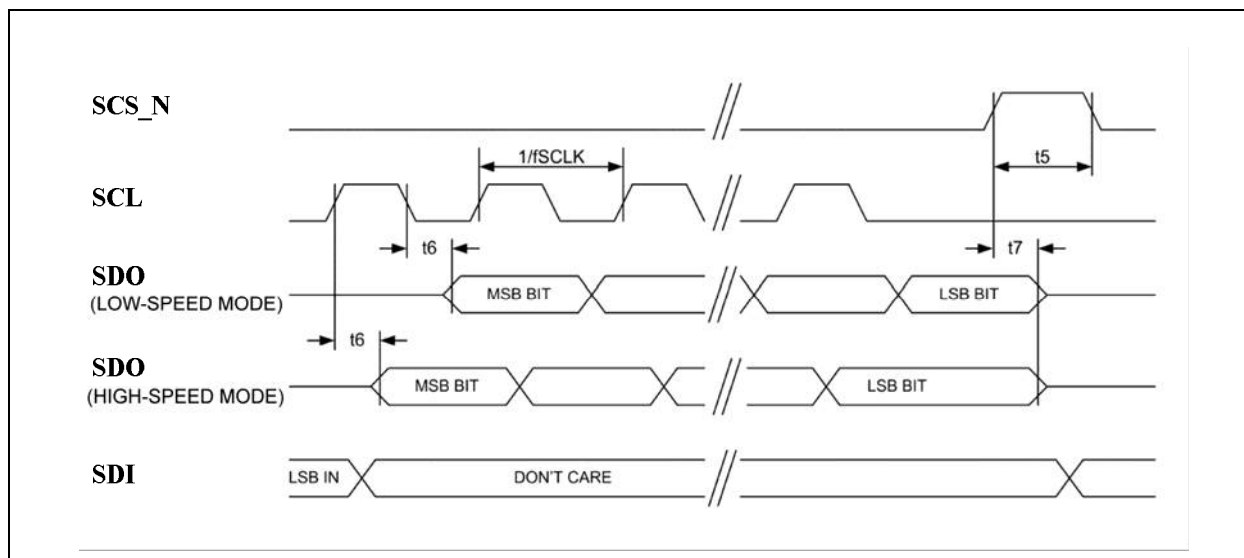 SCS_N
1/fSCLK
t5
SCL
t6
t7
SDO
(LOW-SPEED MODE)
MSB BIT
LSB BIT
t6
SDO
(HIGH-SPEED MODE)
MSB BIT
LSB BIT
SDI
LSB IN
DON'T CARE